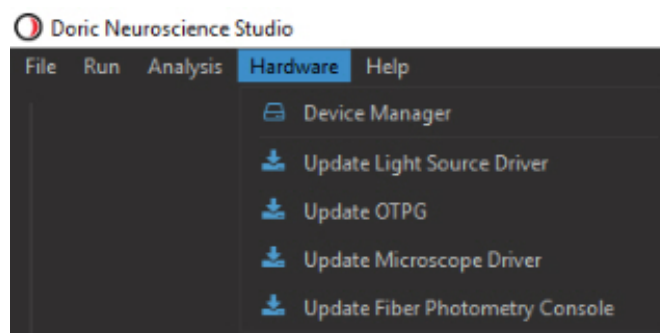 Doric Neuroscience Studio
File Run Analysis Hardware Help
Device Manager
Update Light Source Driver
Update OTPG
Update Microscope Driver
Update Fiber Photometry Console